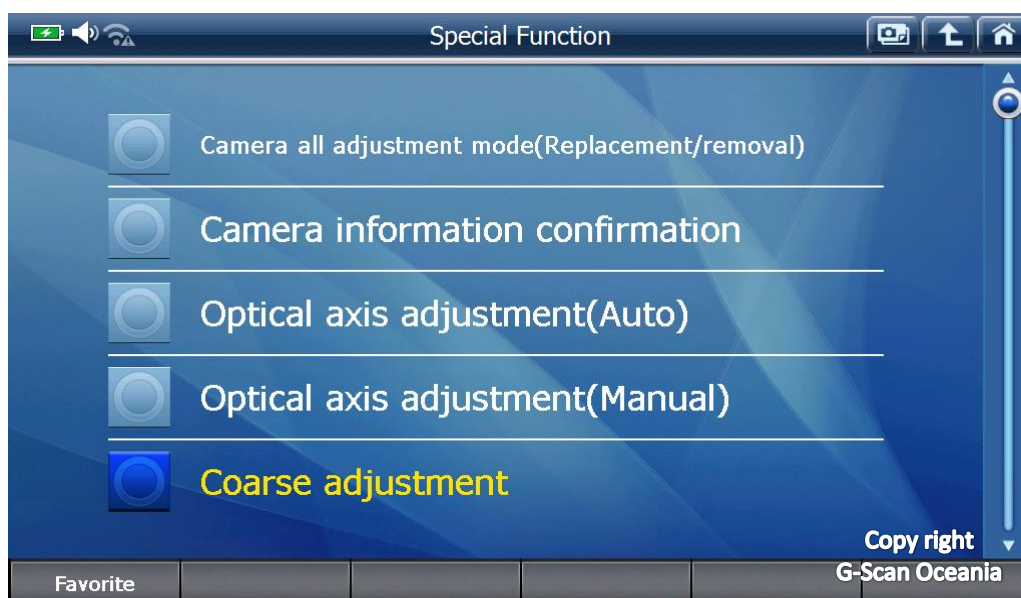 Special Function
Camera all adjustment mode(Replacement/removal)
Camera information confirmation
Optical axis adjustment(Auto)
Optical axis adjustment(Manual)
Coarse adjustment
Copy right
G-Scan Oceania
Favorite